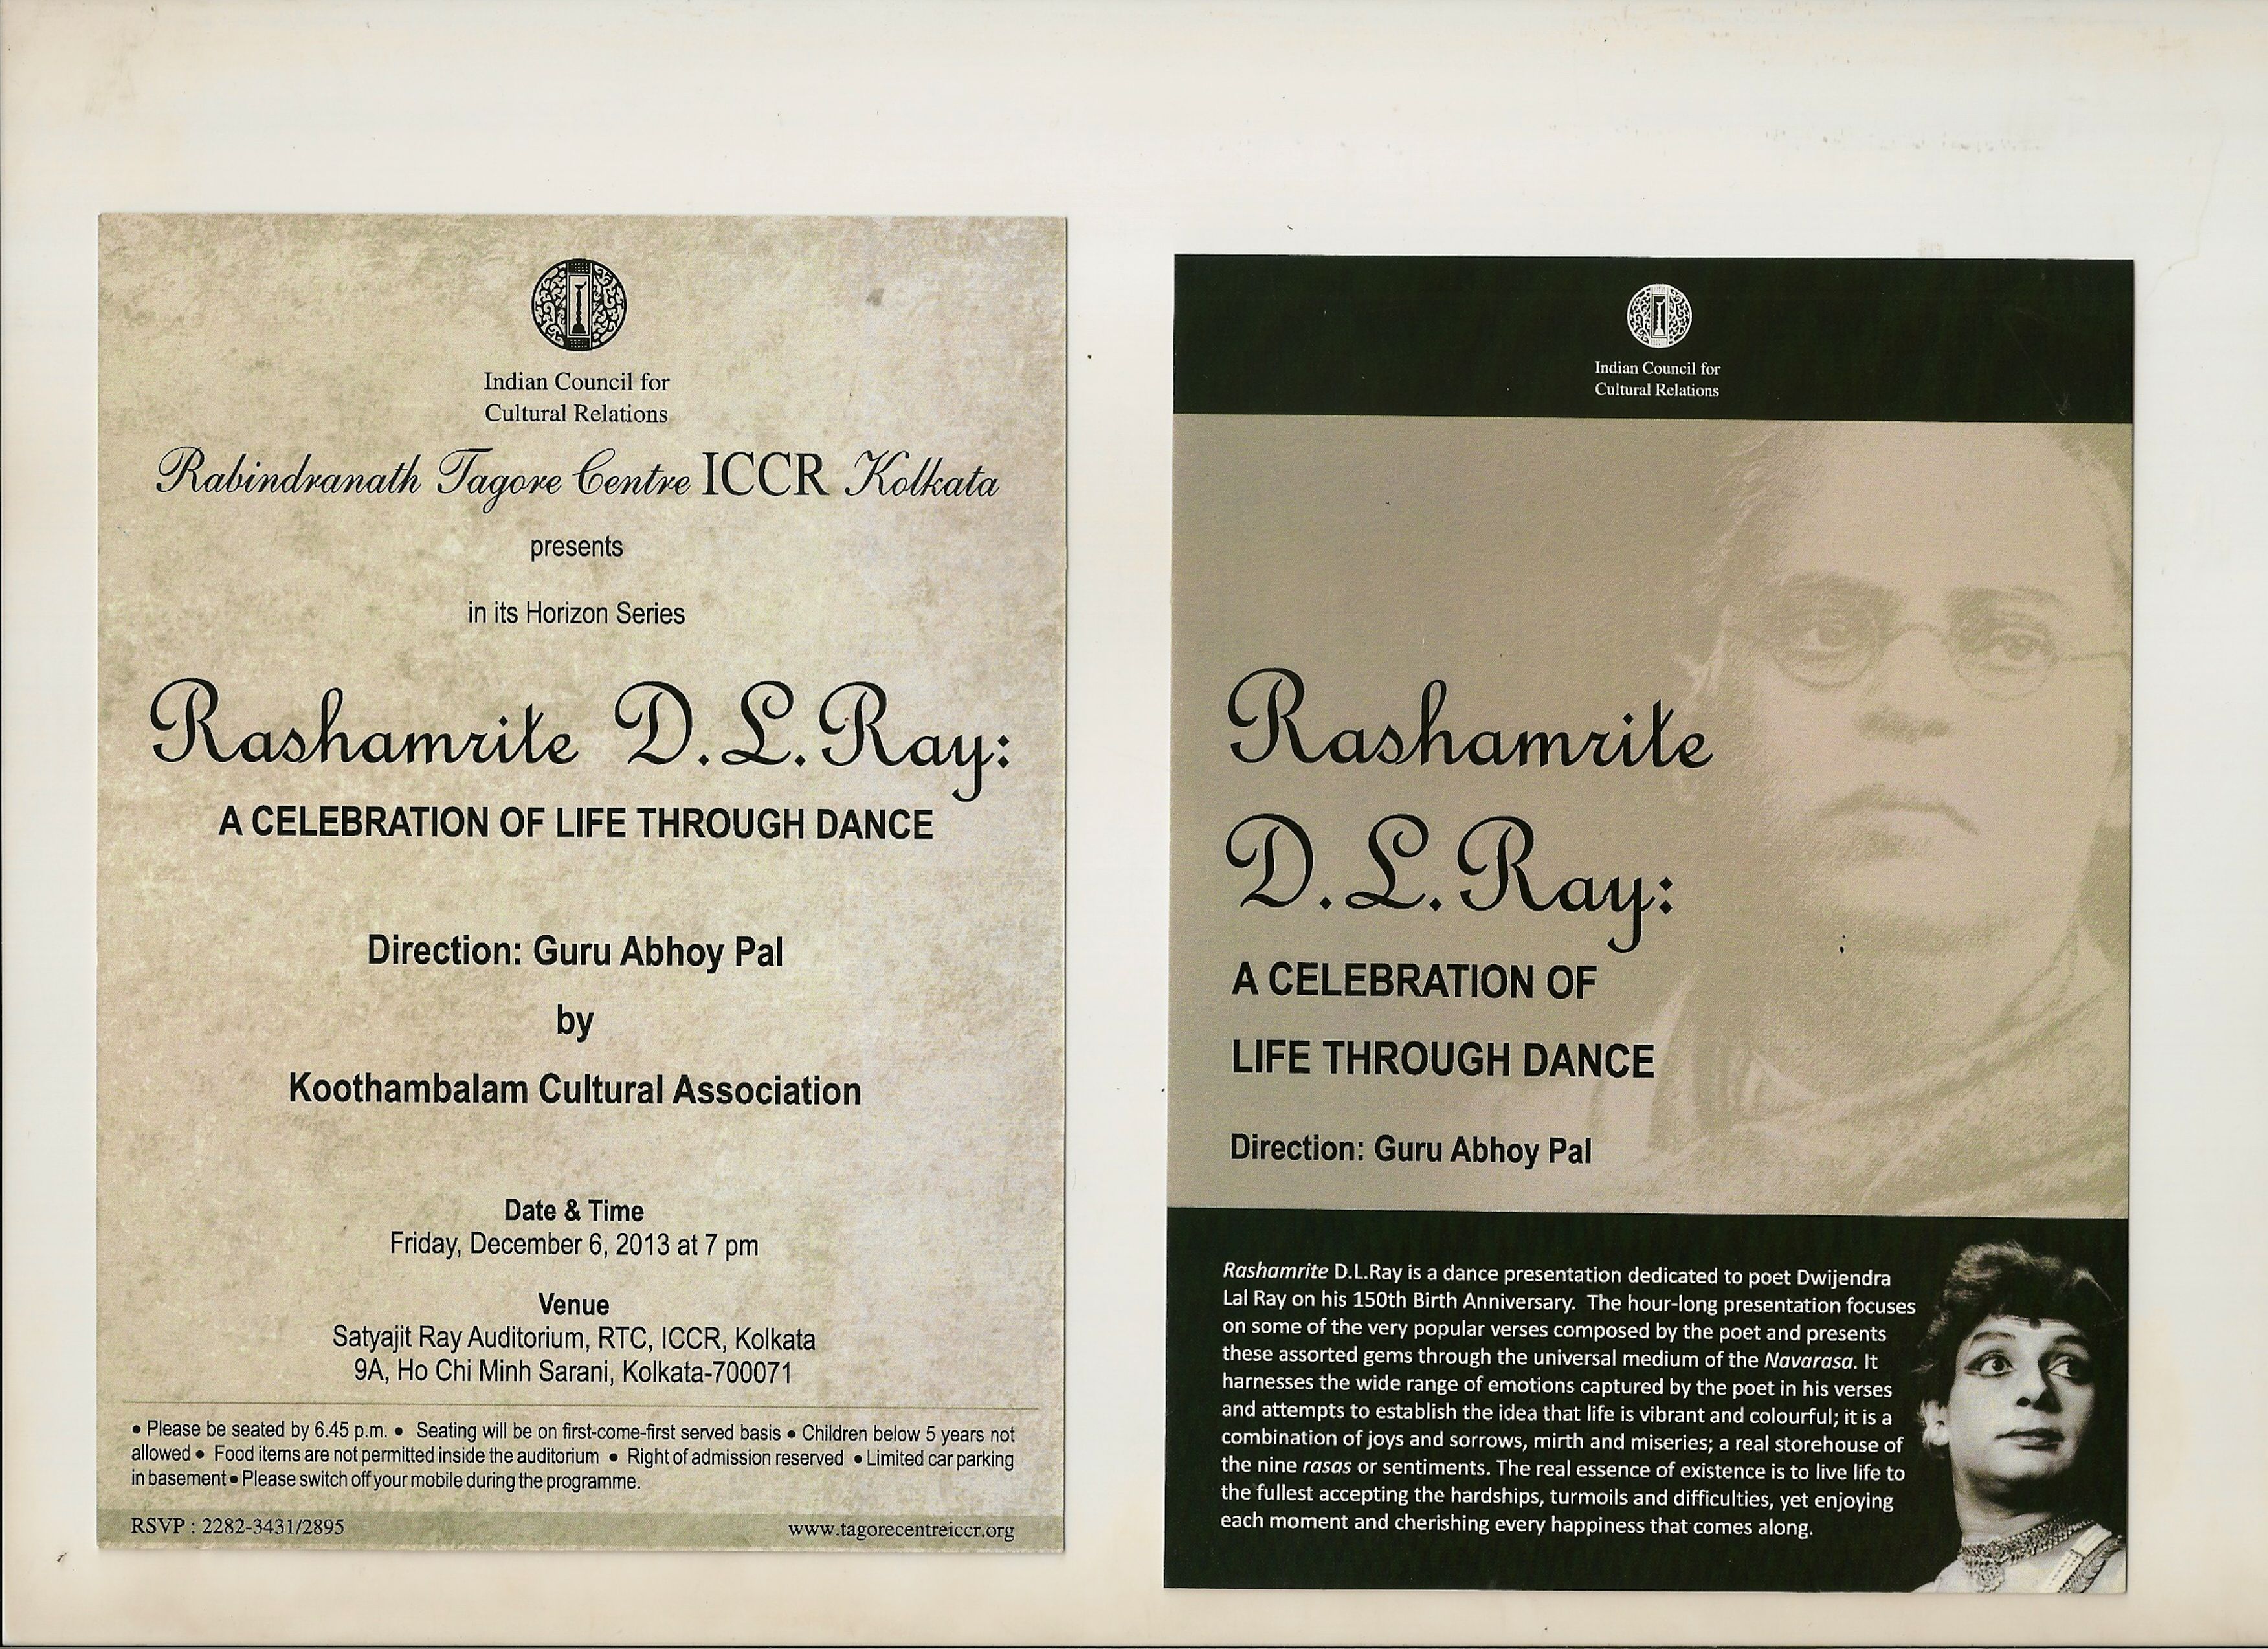 Indian Council for
Cultural Relations
Rabindranath Tagore Centre ICCR Kolkata
presents
in its Horizon Series
Rashamrite D.L.Ray:
A CELEBRATION OF LIFE THROUGH DANCE
Direction: Guru Abhoy Pal
by
Koothambalam Cultural Association
Date & Time
Friday, December 6, 2013 at 7 pm
Venue
Satyajit Ray Auditorium, RTC, ICCR, Kolkata
9A, Ho Chi Minh Sarani, Kolkata-700071
• Please be seated by 6.45 p.m. • Seating will be on first-come-first served basis • Children below 5 years not
allowed • Food items are not permitted inside the auditorium • Right of admission reserved • Limited car parking
in basement • Please switch off your mobile during the programme.
RSVP : 2282-3431/2895
www.tagorecentreiccr.org
Indian Council for
Cultural Relations
Rashamrite
D.L.Ray:
A CELEBRATION OF
LIFE THROUGH DANCE
Direction: Guru Abhoy Pal
Rashamrite D.L.Ray is a dance presentation dedicated to poet Dwijendra
Lal Ray on his 150th Birth Anniversary. The hour-long presentation focuses
on some of the very popular verses composed by the poet and presents
these assorted gems through the universal medium of the Navarasa. It
harnesses the wide range of emotions captured by the poet in his verses
and attempts to establish the idea that life is vibrant and colourful; it is a
combination of joys and sorrows, mirth and miseries; a real storehouse of
the nine rasas or sentiments. The real essence of existence is to live life to
the fullest accepting the hardships, turmoils and difficulties, yet enjoying
each moment and cherishing every happiness that comes along.